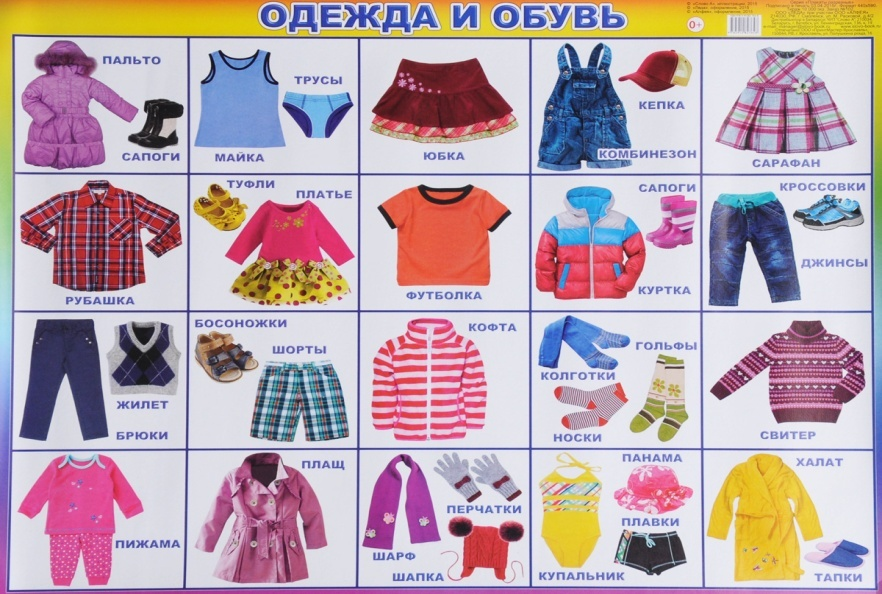 ОДЕЖДА И ОБУВЬ
0+
ПАЛЬТО
САПОГИ
МАЙКА
ТРУСЫ
ЮБКА
КЕПКА
КОМБИНЕЗОН
САРАФАН
РУБАШКА
ТУФЛИ
ПЛАТЬЕ
ФУТБОЛКА
САПОГИ
КУРТКА
КРОССОВКИ
ДЖИНСЫ
ЖИЛЕТ
БРЮКИ
БОСОНОЖКИ
ШОРТЫ
КОФТА
ГОЛЬФЫ
КОЛГОТКИ
НОСКИ
СВИТЕР
ПИЖАМА
ПЛАЩ
ПЕРЧАТКИ
ШАРФ
ШАПКА
ПАНАМА
ПЛАВКИ
КУПАЛЬНИК
ХАЛАТ
ТАПКИ